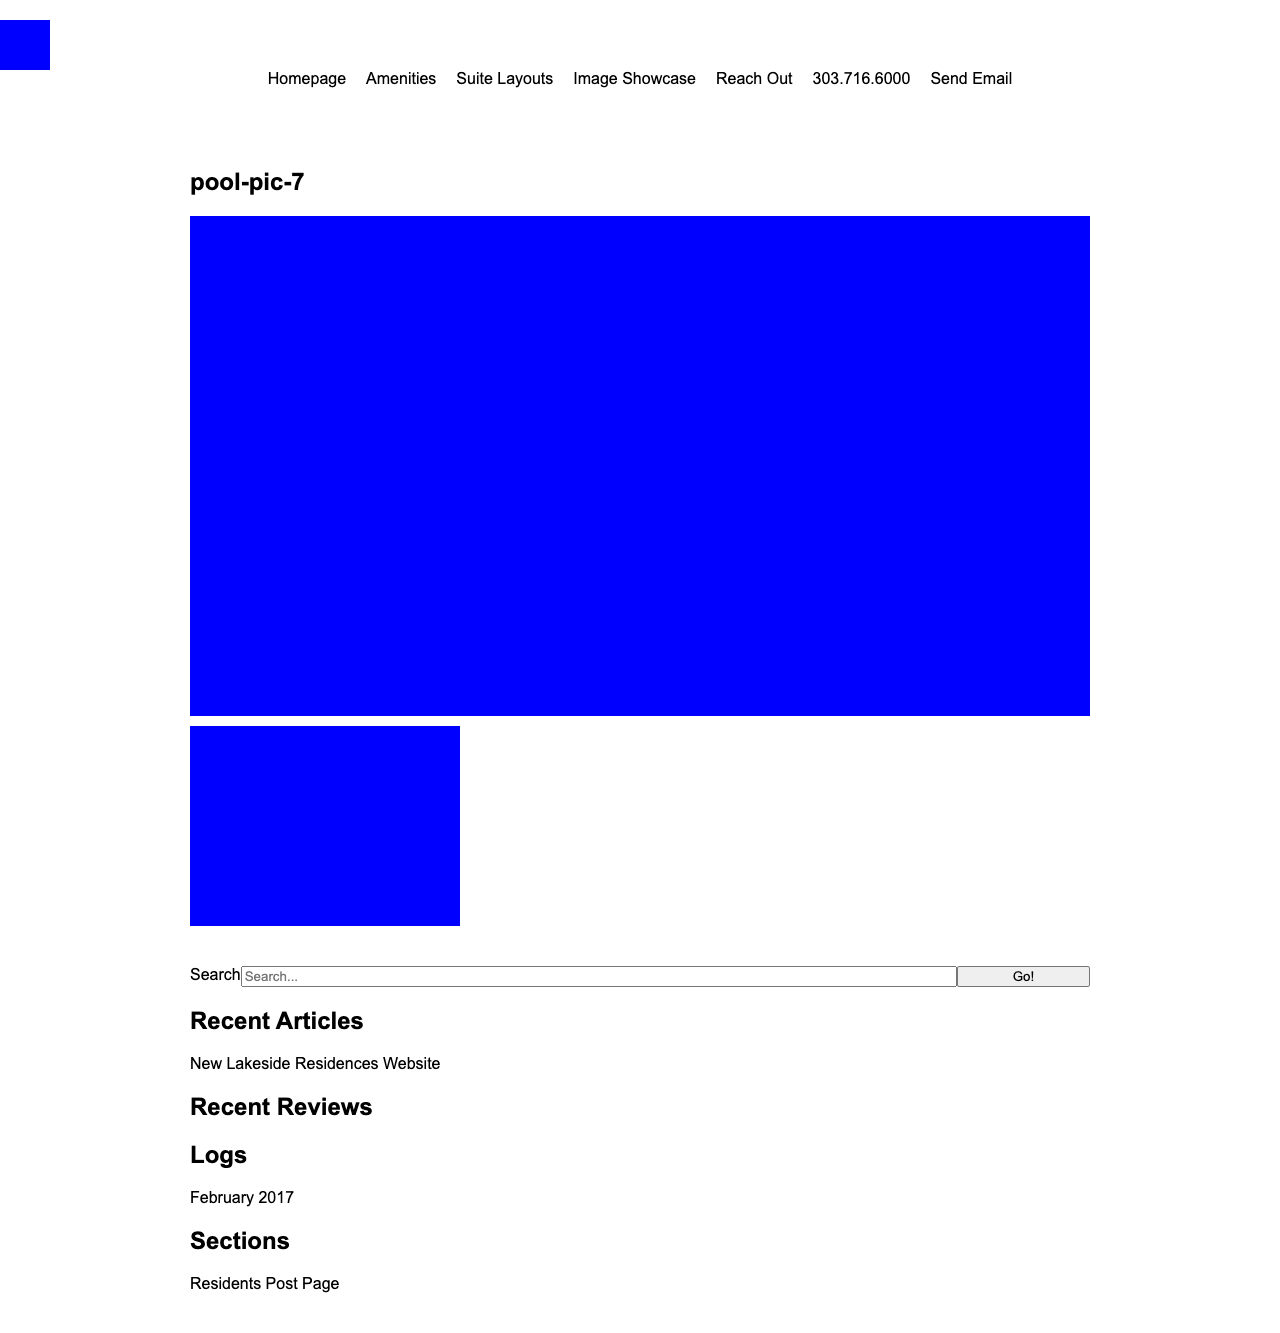 Homepage Amenities Suite Layouts Image Showcase Reach Out 303.716.6000 Send Email
pool-pic-7
Search Search... Go!
Recent Articles
New Lakeside Residences Website
Recent Reviews
Logs
February 2017
Sections
Residents Post Page